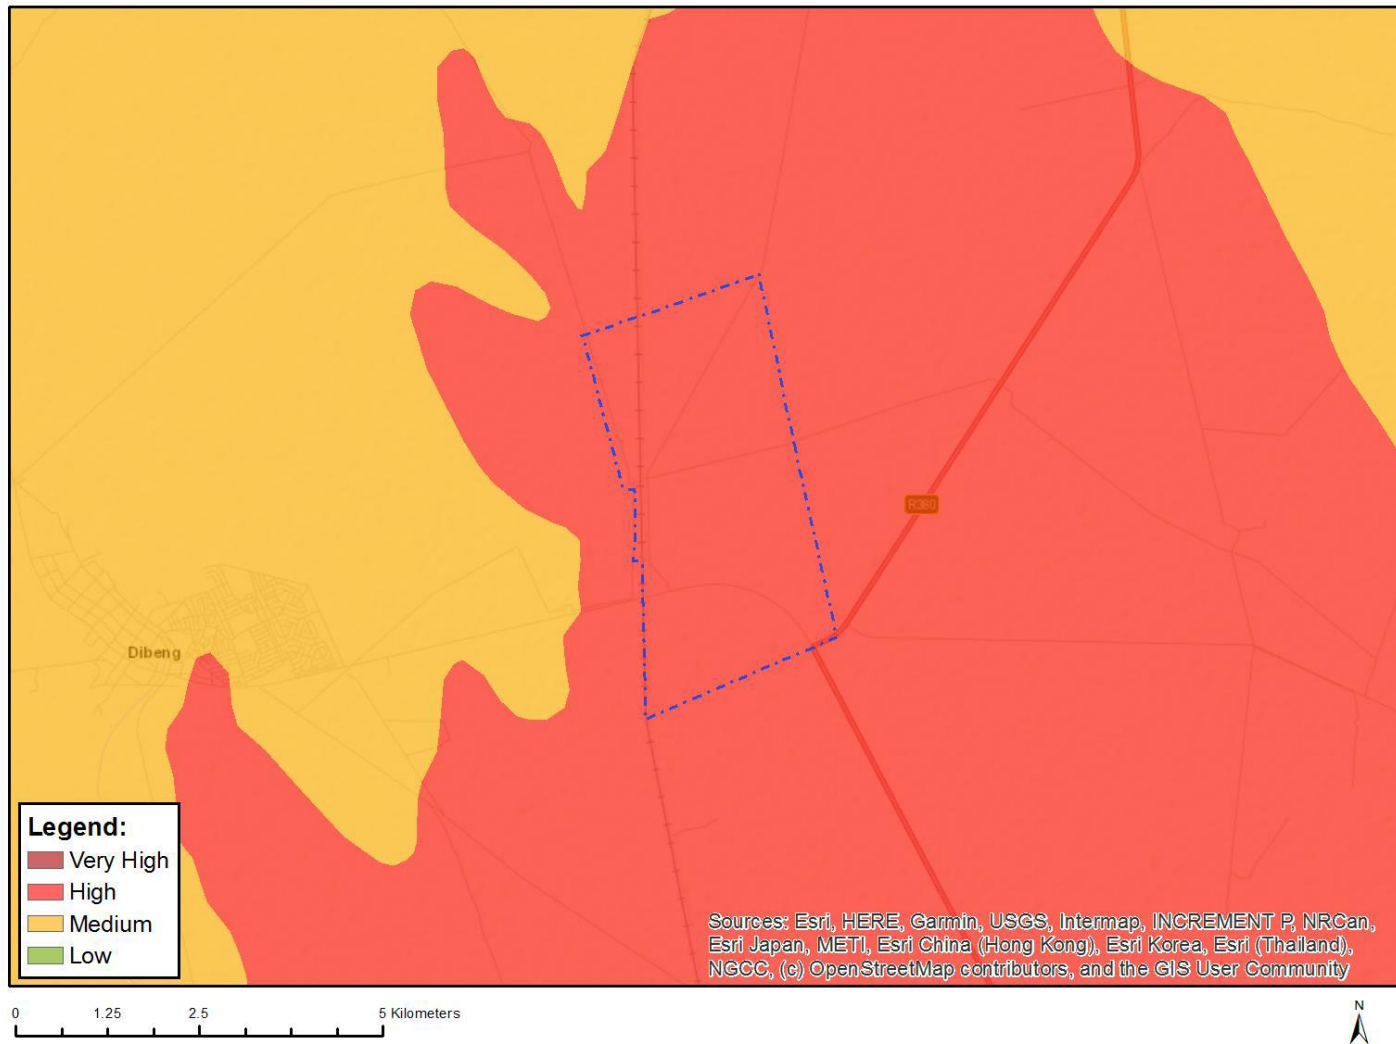 R380
Dibeng
Legend:
Very High
High
Medium
Low
Sources: Esri, HERE, Garmin, USGS, Intermap, INCREMENT P, NRCan,
Esri Japan, METI, Esri China (Hong Kong), Esri Korea, Esri (Thailand),
NGCC, (c) OpenStreetMap contributors, and the GIS User Community
0 1.25 2.5 5 Kilometers
N